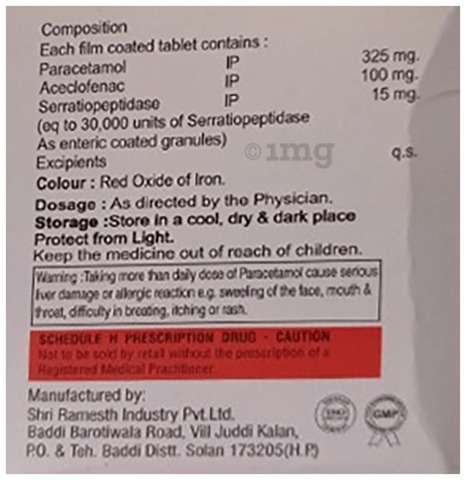 Composition
Each film coated tablet contains :
Paracetamol IP 325 mg.
Aceclofenac IP 100 mg.
Serratiopeptidase IP 15 mg.
(eq to 30,000 units of Serratiopeptidase
As enteric coated granules)
©1mg
Excipients q.s.
Colour : Red Oxide of Iron.
Dosage : As directed by the Physician.
Storage :Store in a cool, dry & dark place
Protect from Light.
Keep the medicine out of reach of children.
Warning :Taking more than daily dose of Paracetamol cause serious
liver damage or allergic reaction e.g. sweeling of the face, mouth &
throat, difficulty in breating, itching or rash.
SCHEDULE H PRESCRIPTION DRUG - CAUTION
Not to be sold by retail without the prescription of a
Registered Medical Practitioner.
Manufactured by:
Shri Ramesth Industry Pvt.Ltd.
Baddi Barotiwala Road, Vill Juddi Kalan,
P.O. & Teh. Baddi Distt. Solan 173205(H.P)
ISO
GMP